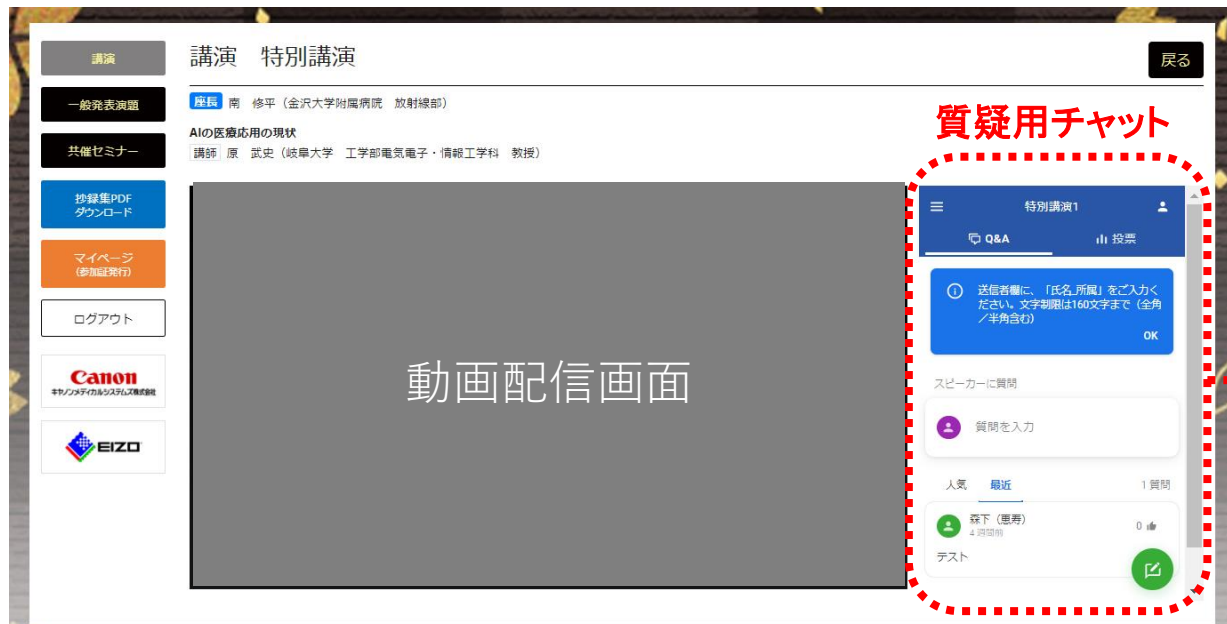 講演
一般発表演題
共催セミナー
抄録集PDF
ダウンロード
マイページ
(参加証発行)
ログアウト
Canon
キヤノンメディカルシステムズ株式会社
EIZO
講演 特別講演
戻る
座長 南 修平（金沢大学附属病院 放射線部）
AIの医療応用の現状
講師 原 武史（岐阜大学 工学部電気電子・情報工学科 教授）
動画配信画面
質疑用チャット
特別講演1
Q&A
投票
送信者欄に、「氏名_所属」をご入力く
ださい。文字制限は160文字まで（全角
／半角含む）
OK
スピーカーに質問
質問を入力
人気 最近 1 質問
森下（恵寿）
0
4 週間前
テスト